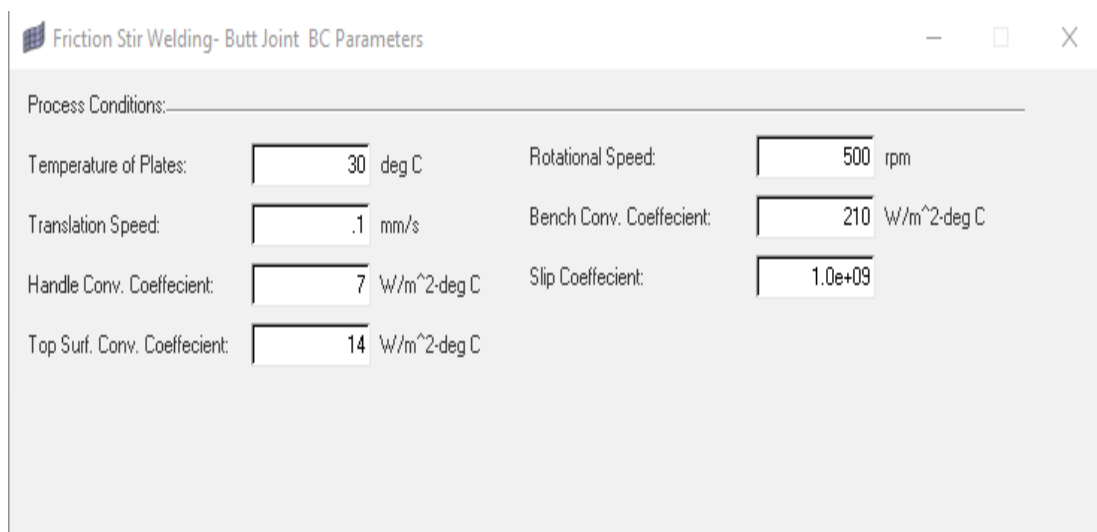 Friction Stir Welding- Butt Joint BC Parameters
Process Conditions:
Temperature of Plates: 30 deg C
Rotational Speed: 500 rpm
Translation Speed: .1 mm/s
Bench Conv. Coeffecient: 210 W/m^2-deg C
Handle Conv. Coeffecient: 7 W/m^2-deg C
Slip Coeffecient: 1.0e+09
Top Surf. Conv. Coeffecient: 14 W/m^2-deg C